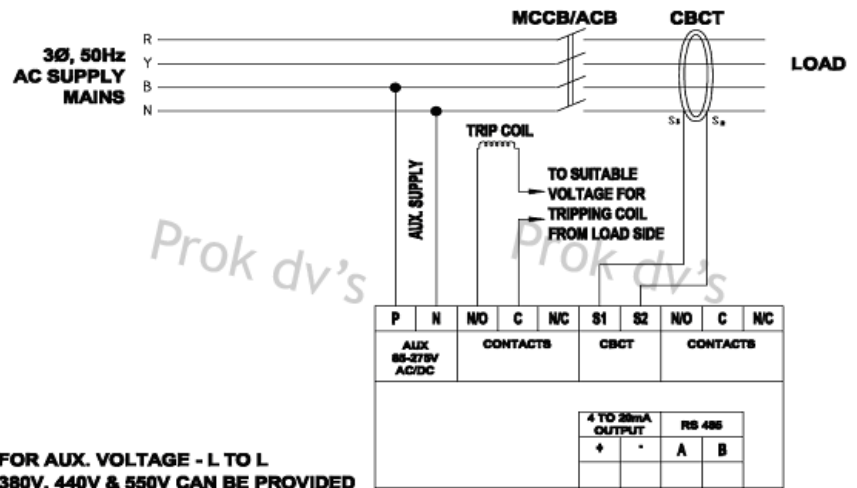 MCCB/ACB CBCT
R
3Ø, 50Hz
Y
AC SUPPLY
LOAD
B
MAINS
N
S₁ S₂
TRIP COIL
AUX. SUPPLY
TO SUITABLE
VOLTAGE FOR
TRIPPING COIL
FROM LOAD SIDE
Prok dv's Prok dv's
P N N/O C N/C S1 S2 N/O C N/C
AUX CONTACTS CBCT CONTACTS
85-275V
AC/DC
4 TO 20mA RS 485
OUTPUT
+ - A B
FOR AUX. VOLTAGE - L TO L
380V, 440V & 550V CAN BE PROVIDED